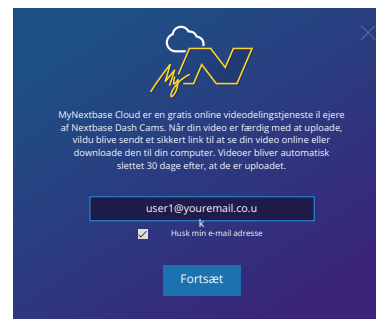 My N
MyNextbase Cloud er en gratis online videodelingstjeneste il ejere
af Nextbase Dash Cams. Når din video er færdig med at uploade,
vildu blive sendt et sikkert link til at se din video online eller
downloade den til din computer. Videoer bliver automatisk
slettet 30 dage efter, at de er uploadet.
user1@youremail.co.u
k
Husk min e-mail adresse
Fortsæt